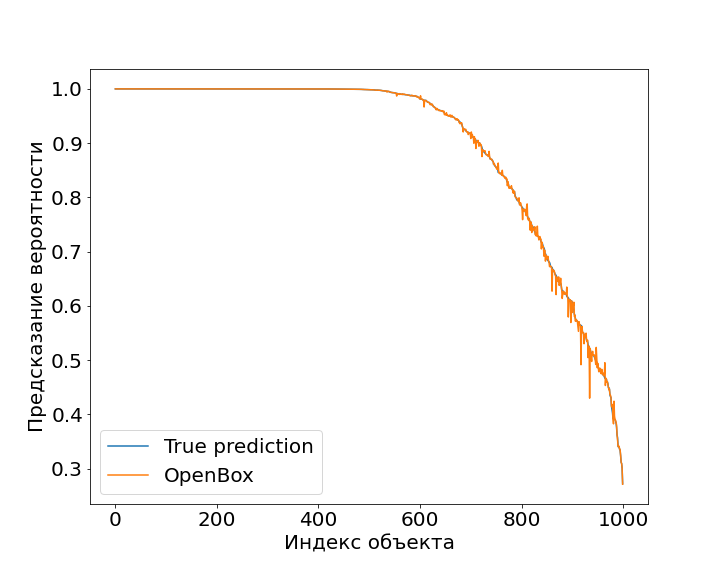 1.0
0.9
0.8
0.7
0.6
0.5
0.4
0.3
Предсказание вероятности
True prediction
OpenBox
0 200 400 600 800 1000
Индекс объекта